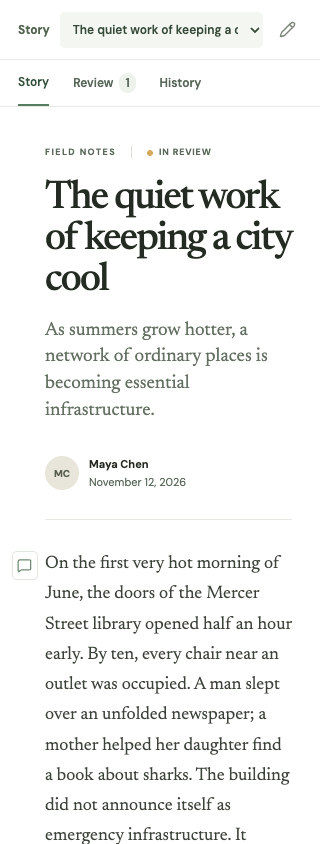 Story The quiet work of keeping a c
Story Review 1 History
FIELD NOTES IN REVIEW
The quiet work
of keeping a city
cool
As summers grow hotter, a
network of ordinary places is
becoming essential
infrastructure.
MC Maya Chen
November 12, 2026
On the first very hot morning of
June, the doors of the Mercer
Street library opened half an hour
early. By ten, every chair near an
outlet was occupied. A man slept
over an unfolded newspaper; a
mother helped her daughter find
a book about sharks. The building
did not announce itself as
emergency infrastructure. It